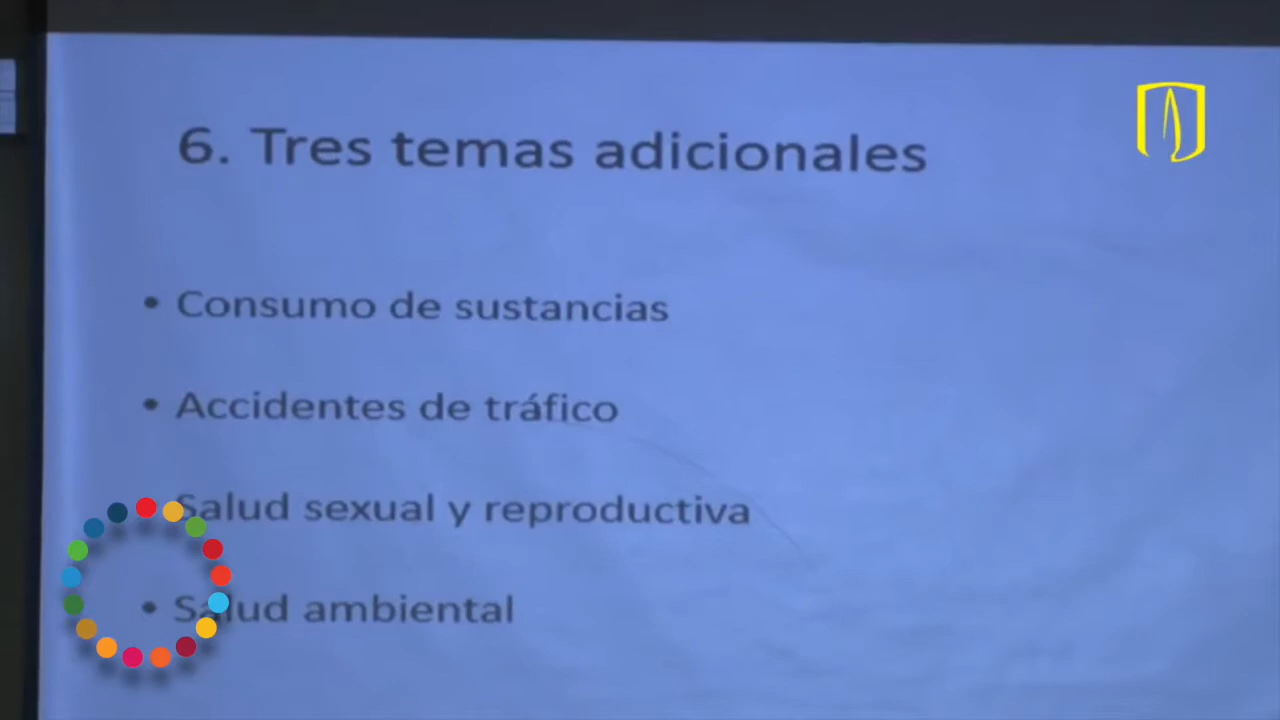 6. Tres temas adicionales
• Consumo de sustancias
• Accidentes de tráfico
Salud sexual y reproductiva
• Salud ambiental